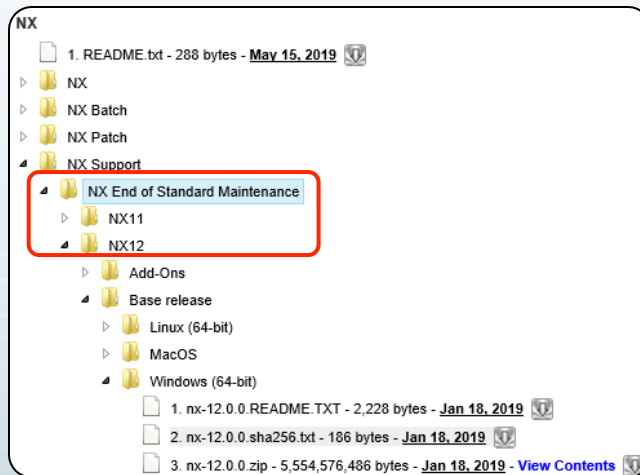 NX
1. README.txt - 288 bytes - May 15, 2019
NX
NX Batch
NX Patch
NX Support
NX End of Standard Maintenance
NX11
NX12
Add-Ons
Base release
Linux (64-bit)
MacOS
Windows (64-bit)
1. nx-12.0.0.README.TXT - 2,228 bytes - Jan 18, 2019
2. nx-12.0.0.sha256.txt - 186 bytes - Jan 18, 2019
3. nx-12.0.0.zip - 5,554,576,486 bytes - Jan 18, 2019 - View Contents